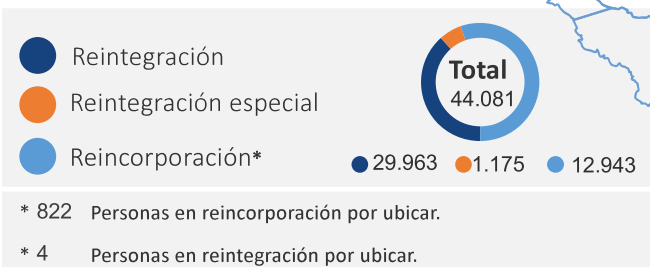 Reintegración
Reintegración especial
Reincorporación*
Total
44.081
29.963 1.175 12.943
* 822 Personas en reincorporación por ubicar.
* 4 Personas en reintegración por ubicar.